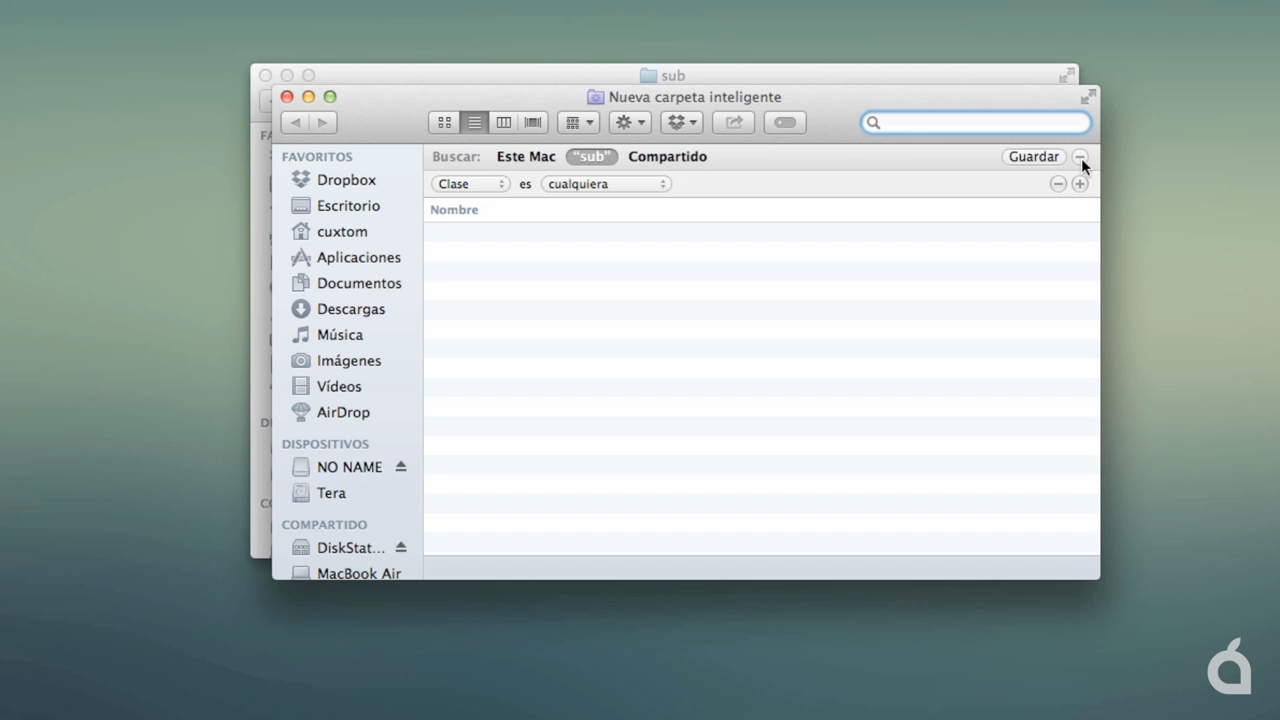 sub
Nueva carpeta inteligente
FAVORITOS
Dropbox
Escritorio
cuxtom
Aplicaciones
Documentos
Descargas
Música
Imágenes
Vídeos
AirDrop
DISPOSITIVOS
NO NAME
Tera
COMPARTIDO
DiskStat...
MacBook Air
Buscar: Este Mac "sub" Compartido Guardar
Clase es cualquiera
Nombre